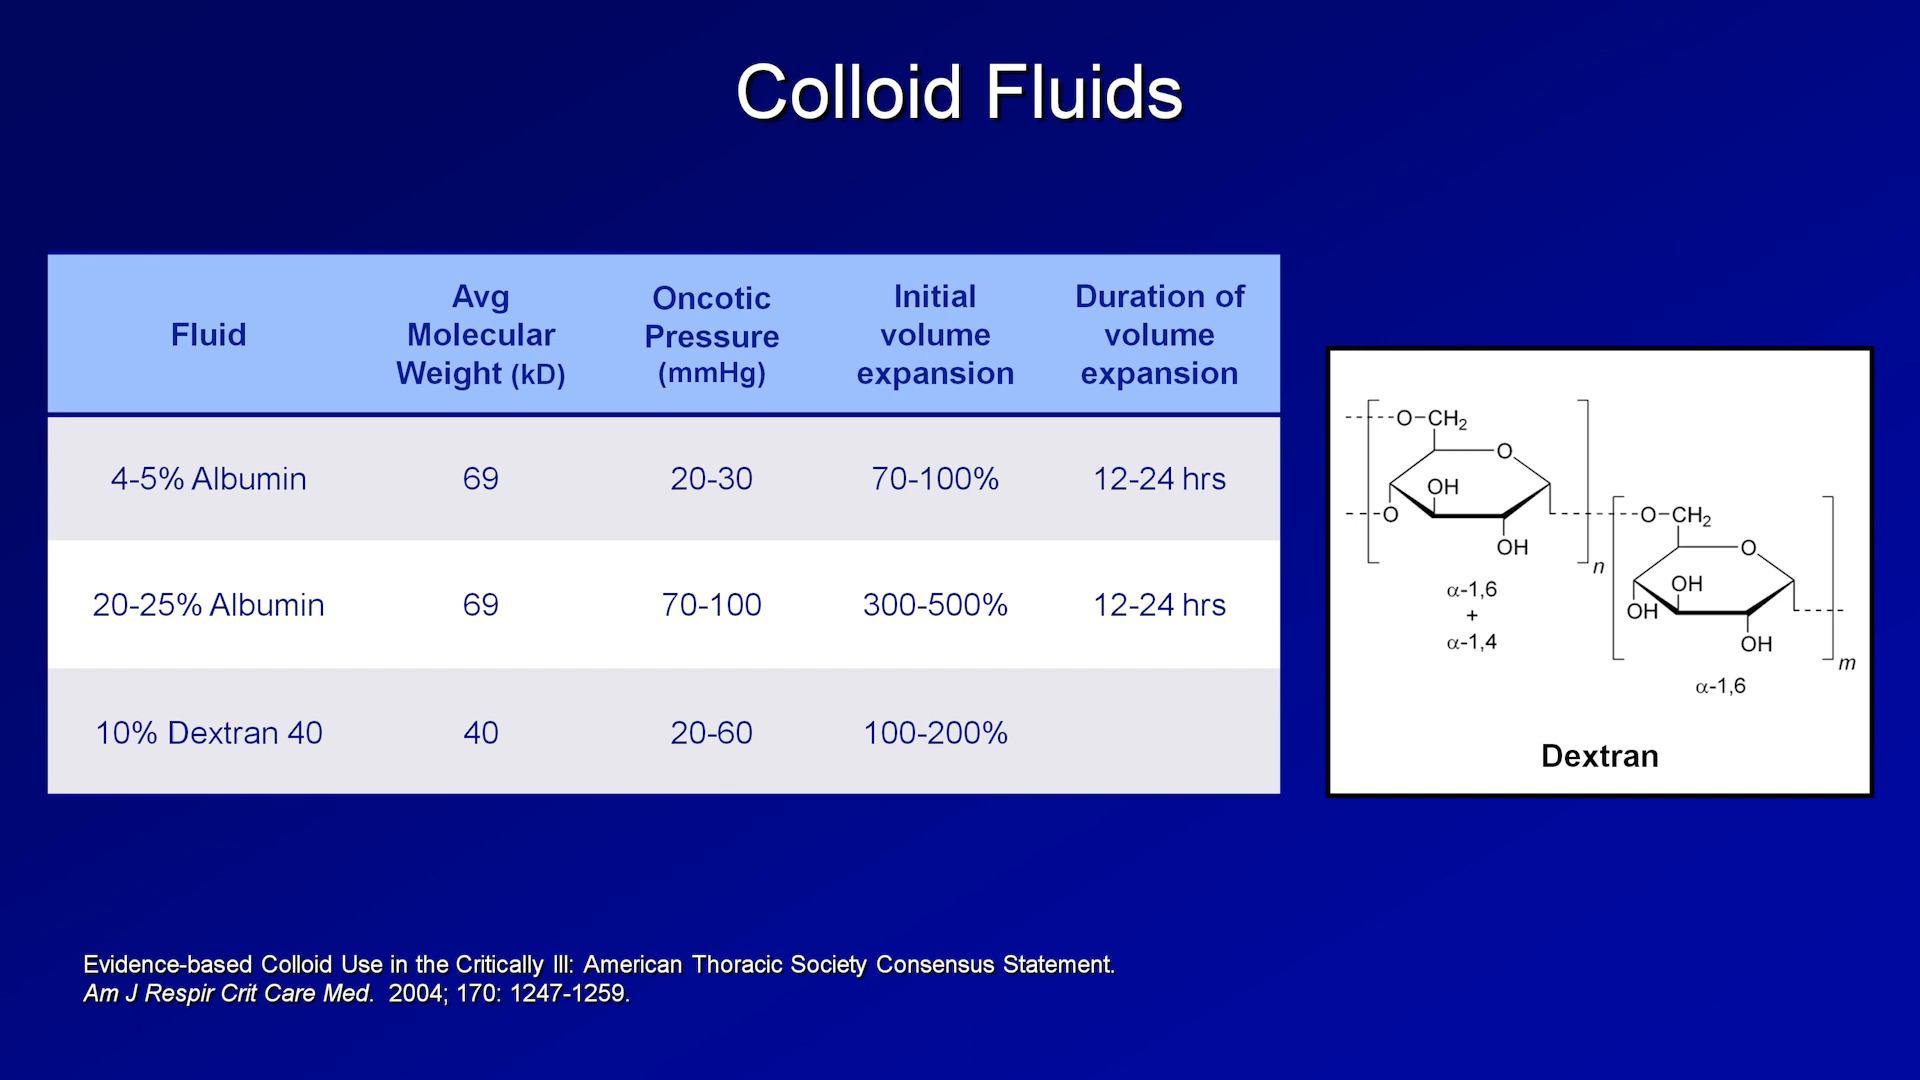 Colloid Fluids
Fluid
Avg
Molecular
Weight (kD)
Oncotic
Pressure
(mmHg)
Initial
volume
expansion
Duration of
volume
expansion
4-5% Albumin 69 20-30 70-100% 12-24 hrs
20-25% Albumin 69 70-100 300-500% 12-24 hrs
10% Dextran 40 40 20-60 100-200%
O CH₂
O
OH
O
OH
n
α-1,6
+
α-1,4
O CH₂
O
OH
OH
OH
m
α-1,6
Dextran
Evidence-based Colloid Use in the Critically Ill: American Thoracic Society Consensus Statement.
Am J Respir Crit Care Med. 2004; 170: 1247-1259.